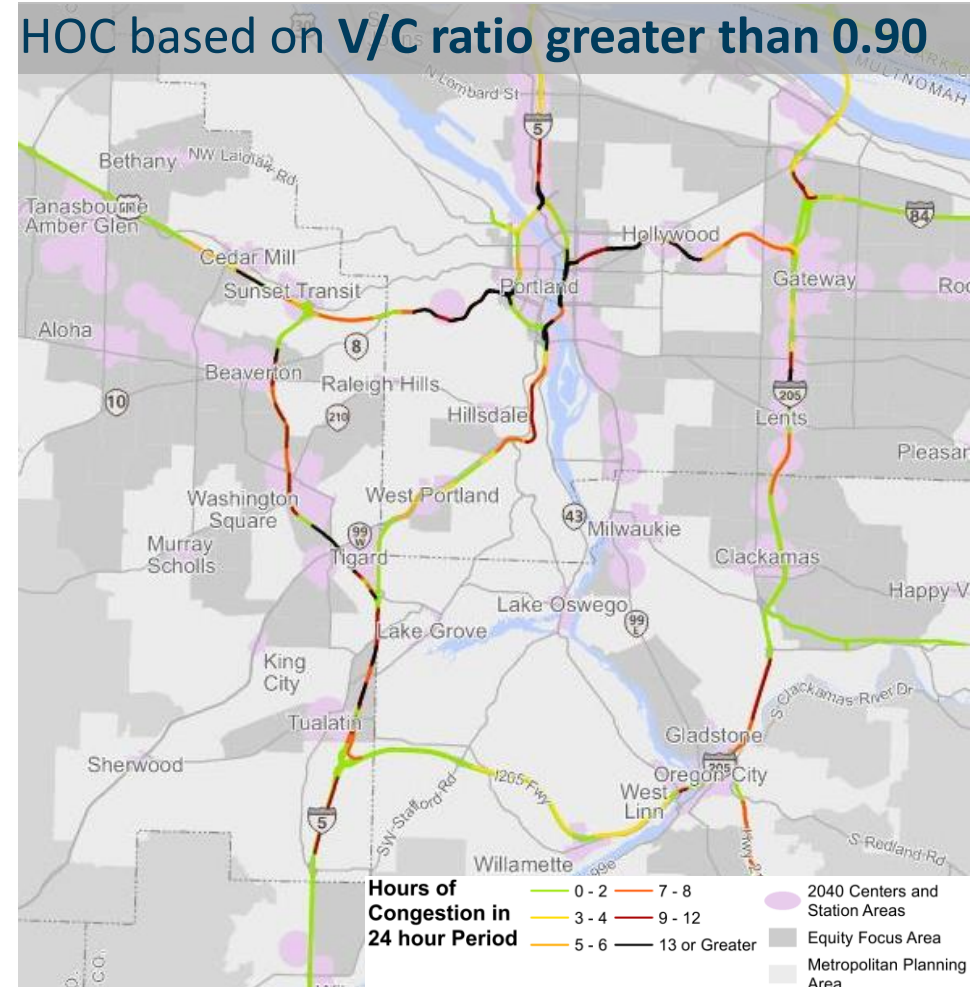 HOC based on V/C ratio greater than 0.90
N Lombard St
MULTNOMAH
5
Bethany
NW Laidlaw Rd
Tanasbourne
Amber Glen
84
Hollywood
Cedar Mill
Gateway
Sunset Transit
Portland
Aloha
8
Beaverton
Raleigh Hills
205
10
210
Hillsdale
Lents
Washington
Square
West Portland
43
Milwaukie
99
W
Murray
Scholls
Tigard
Clackamas
Happy V
Lake Oswego
99
E
Lake Grove
King
City
S Clackamas River Dr
Tualatin
Gladstone
Sherwood
205
Oregon City
I205 Fwy
West
Linn
SW Stafford Rd
5
S Redland Rd
Willamette
99e
Hours of
Congestion in
24 hour Period
0 - 2
3 - 4
5 - 6
7 - 8
9 - 12
13 or Greater
2040 Centers and
Station Areas
Equity Focus Area
Metropolitan Planning
Area
CO.